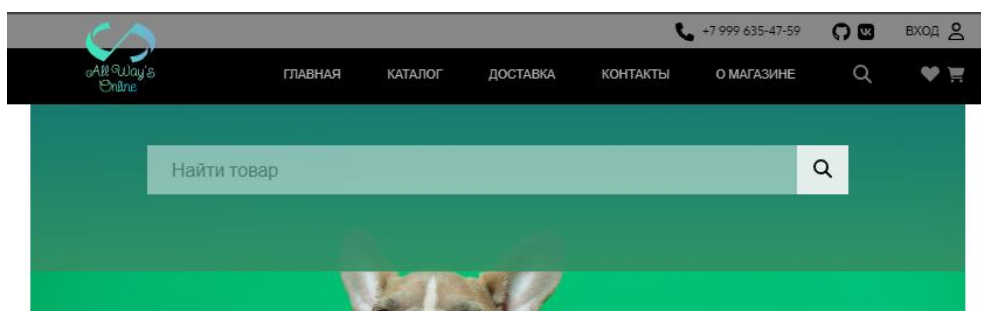 +7 999 635-47-59 ВХОД
All Way's
Online
ГЛАВНАЯ КАТАЛОГ ДОСТАВКА КОНТАКТЫ О МАГАЗИНЕ
Найти товар